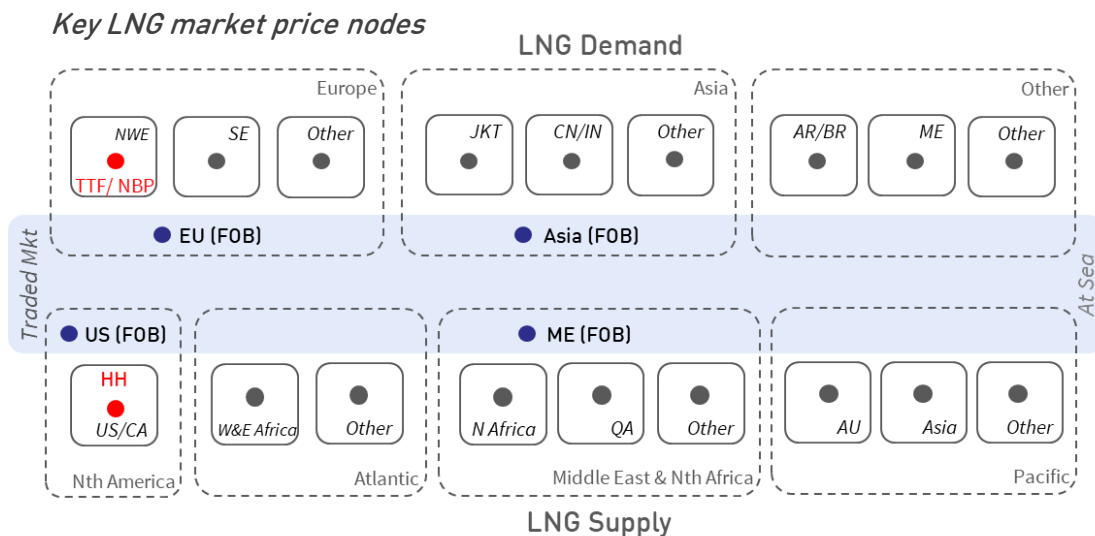 Key LNG market price nodes
LNG Demand
Europe
Asia
Other
NWE
SE
Other
JKT
CN/IN
Other
AR/BR
ME
Other
TTF/ NBP
Traded Mkt
EU (FOB)
Asia (FOB)
At Sea
US (FOB)
ME (FOB)
HH
US/CA
W&E Africa
Other
N Africa
QA
Other
AU
Asia
Other
Nth America
Atlantic
Middle East & Nth Africa
Pacific
LNG Supply